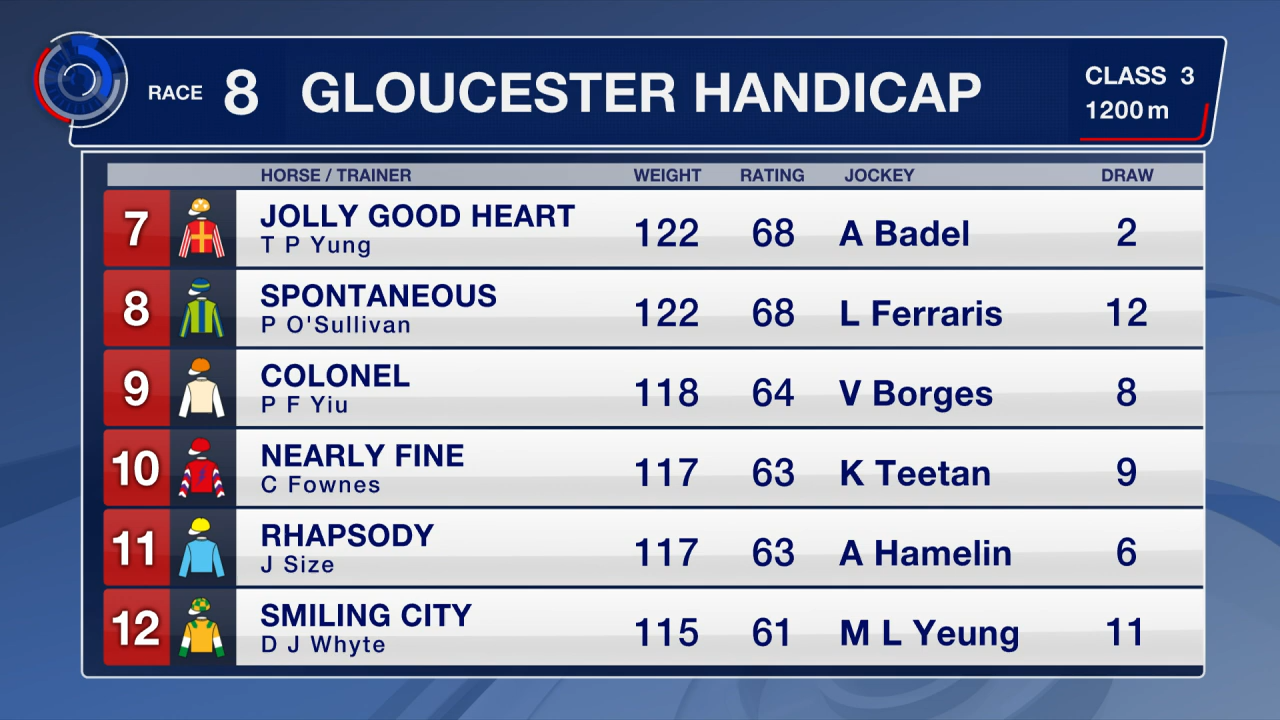 RACE 8 GLOUCESTER HANDICAP CLASS 3
1200m
HORSE / TRAINER WEIGHT RATING JOCKEY DRAW
7 JOLLY GOOD HEART 122 68 A Badel 2
T P Yung
8 SPONTANEOUS 122 68 L Ferraris 12
P O'Sullivan
9 COLONEL 118 64 V Borges 8
P F Yiu
10 NEARLY FINE 117 63 K Teetan 9
C Fownes
11 RHAPSODY 117 63 A Hamelin 6
J Size
12 SMILING CITY 115 61 M L Yeung 11
D J Whyte